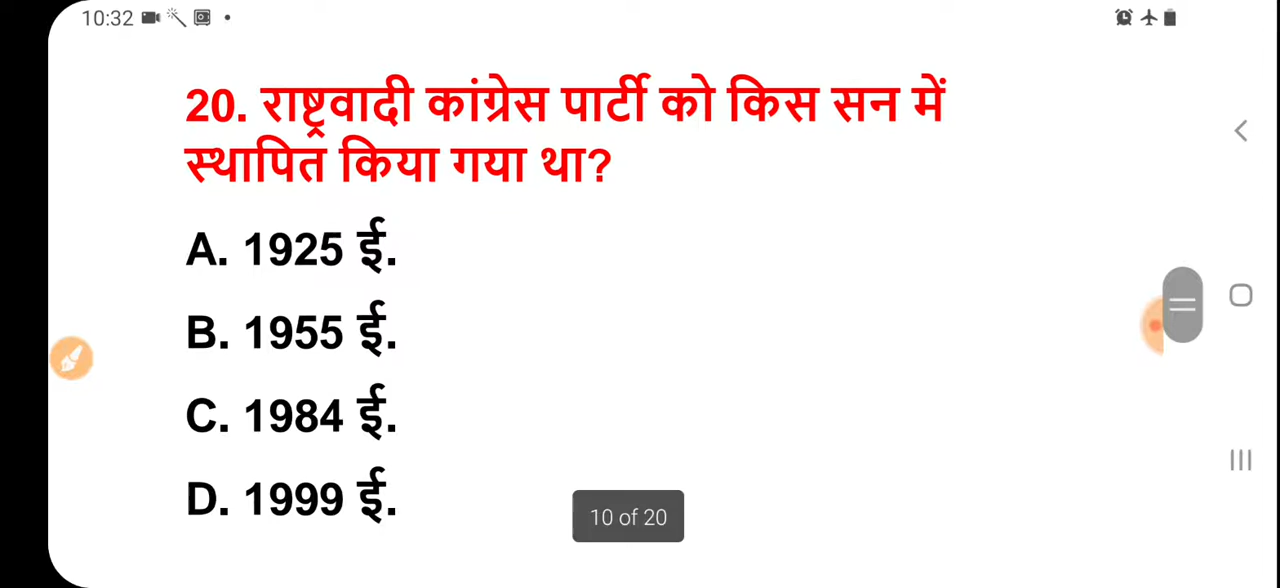 10:32
20. राष्ट्रवादी कांग्रेस पार्टी को किस सन में
स्थापित किया गया था?
A. 1925 ई.
B. 1955 ई.
C. 1984 ई.
D. 1999 ई.
10 of 20